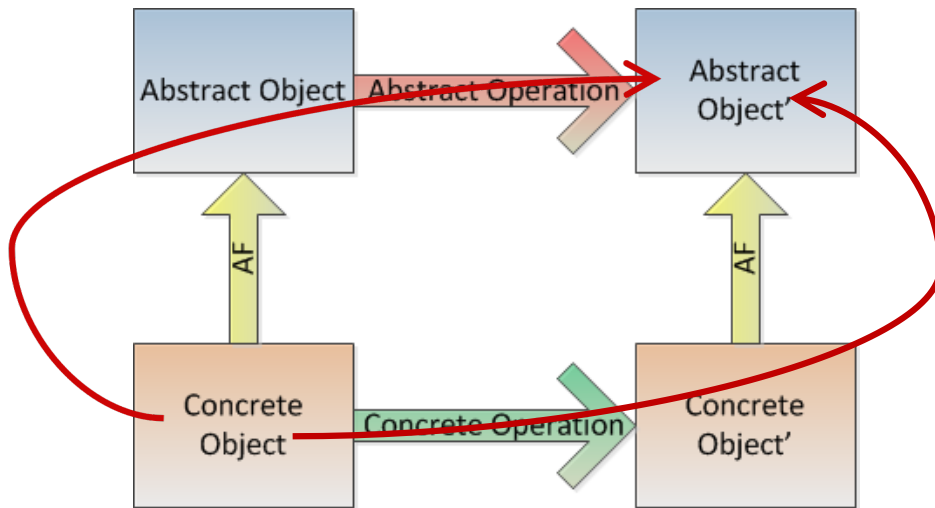 Abstract Object
Abstract Operation
Abstract
Object’
AF
AF
Concrete
Object
Concrete Operation
Concrete
Object’